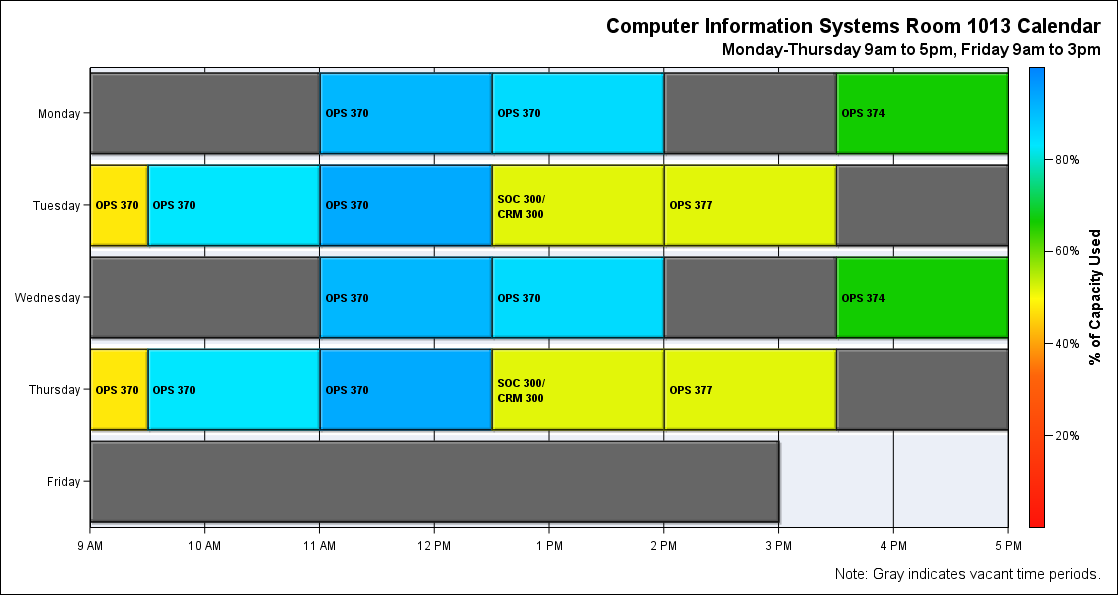 Computer Information Systems Room 1013 Calendar
Monday-Thursday 9am to 5pm, Friday 9am to 3pm
Monday
OPS 370
OPS 370
OPS 374
Tuesday
OPS 370
OPS 370
OPS 370
SOC 300/
CRM 300
OPS 377
Wednesday
OPS 370
OPS 370
OPS 374
Thursday
OPS 370
OPS 370
OPS 370
SOC 300/
CRM 300
OPS 377
Friday
9 AM
10 AM
11 AM
12 PM
1 PM
2 PM
3 PM
4 PM
5 PM
80%
60%
40%
20%
% of Capacity Used
Note: Gray indicates vacant time periods.